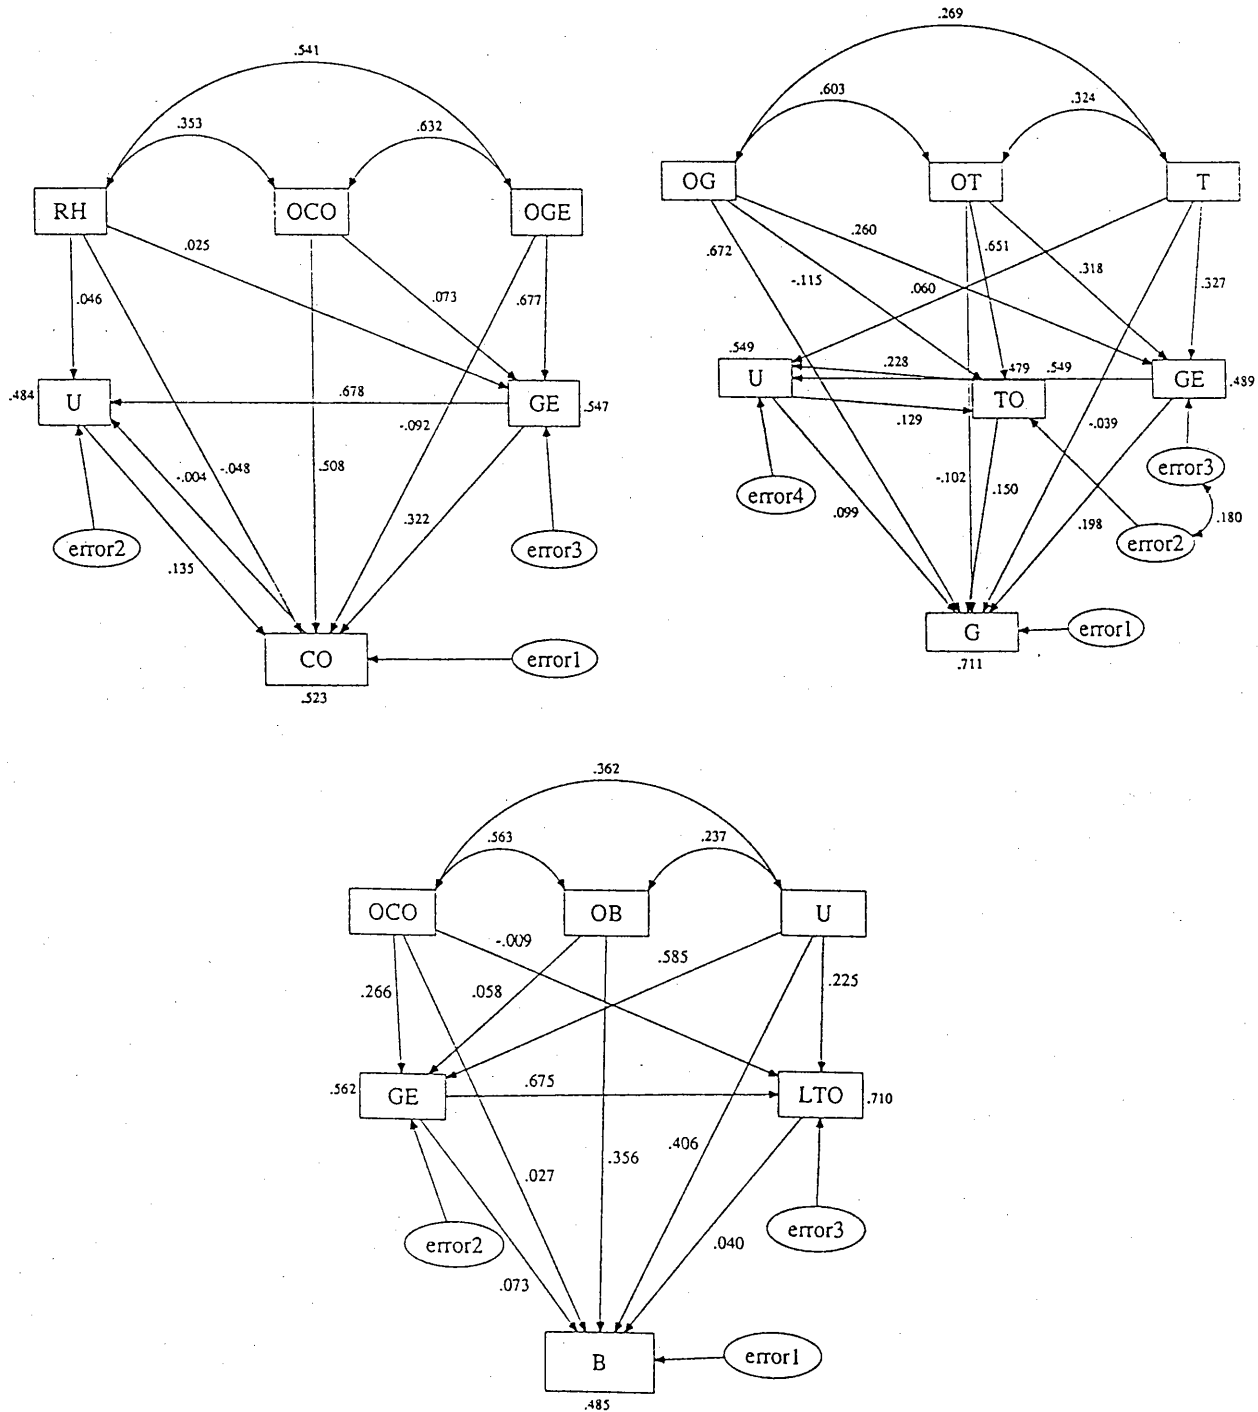 .541
.353
.632
RH
OCO
OGE
.025
.046
.073
.677
.484
U
.678
GE
.547
-.092
-.004
-.048
.508
.322
error2
error3
.135
CO
error1
.523
.269
.603
.324
OG
OT
T
.672
.260
.651
-.115
.060
.318
.327
.549
U
.228
.479
.549
GE
.489
TO
.129
-.039
error4
error3
-.102
.150
.099
.198
.180
error2
G
error1
.711
.362
.563
.237
OCO
OB
U
-.009
.585
.266
.058
.225
.562
GE
.675
LTO
.710
.356
.406
.027
error2
error3
.040
.073
B
error1
.485